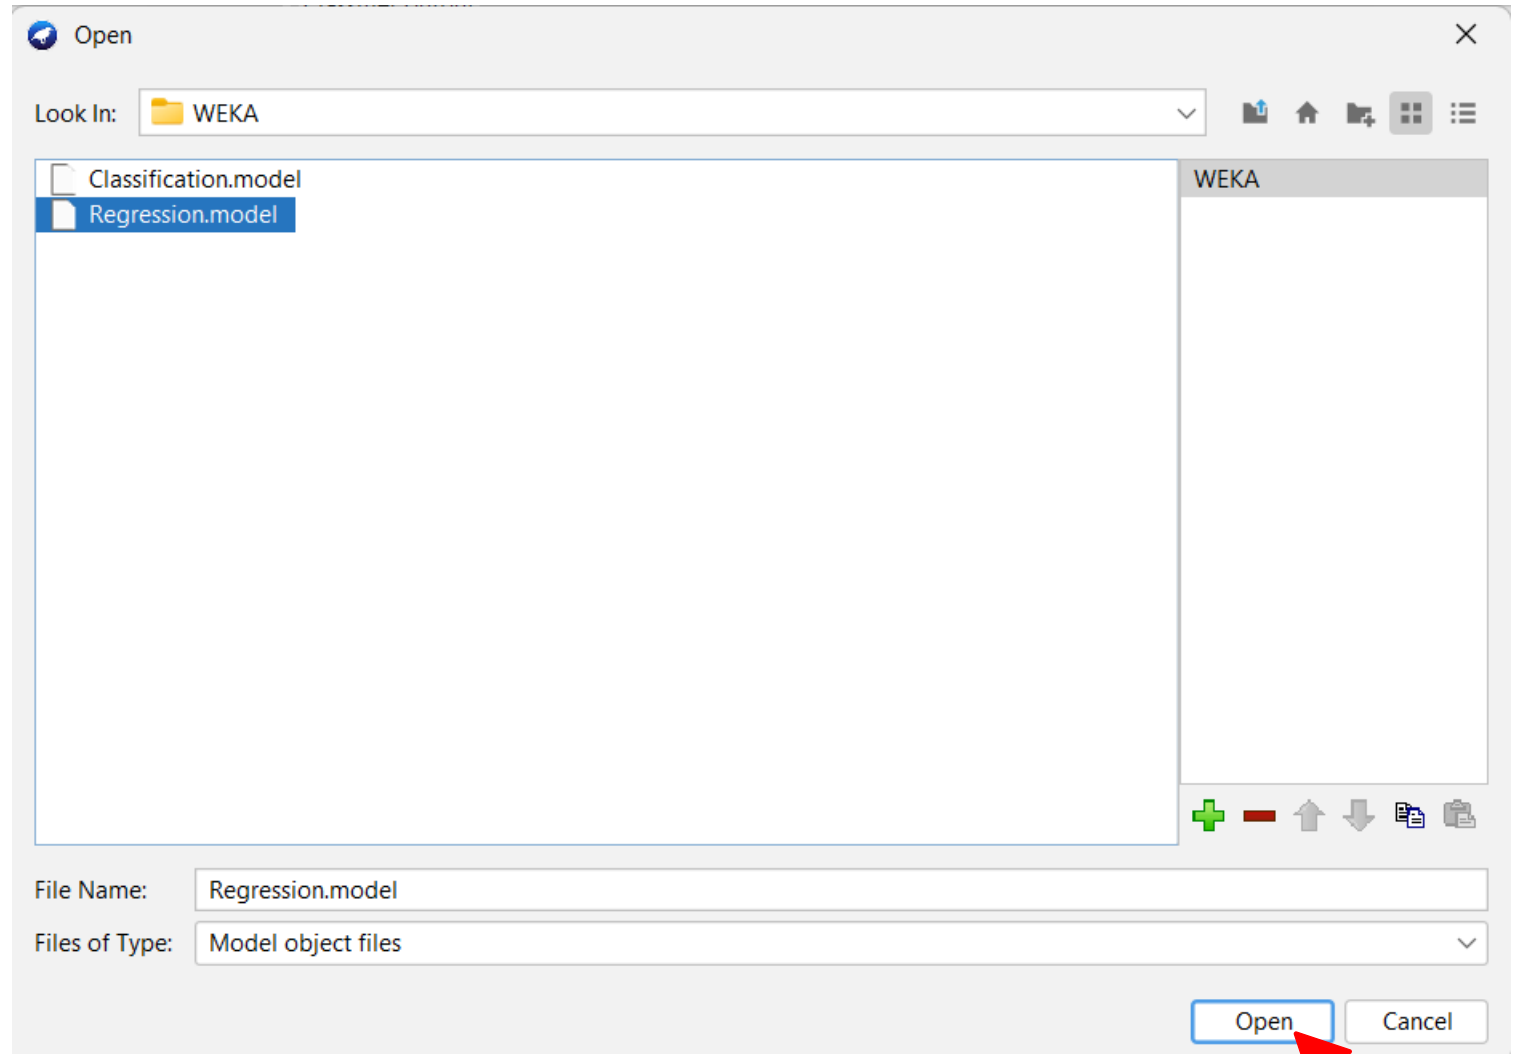 Open
Look In: WEKA
Classification.model
Regression.model
WEKA
File Name: Regression.model
Files of Type: Model object files
Open Cancel